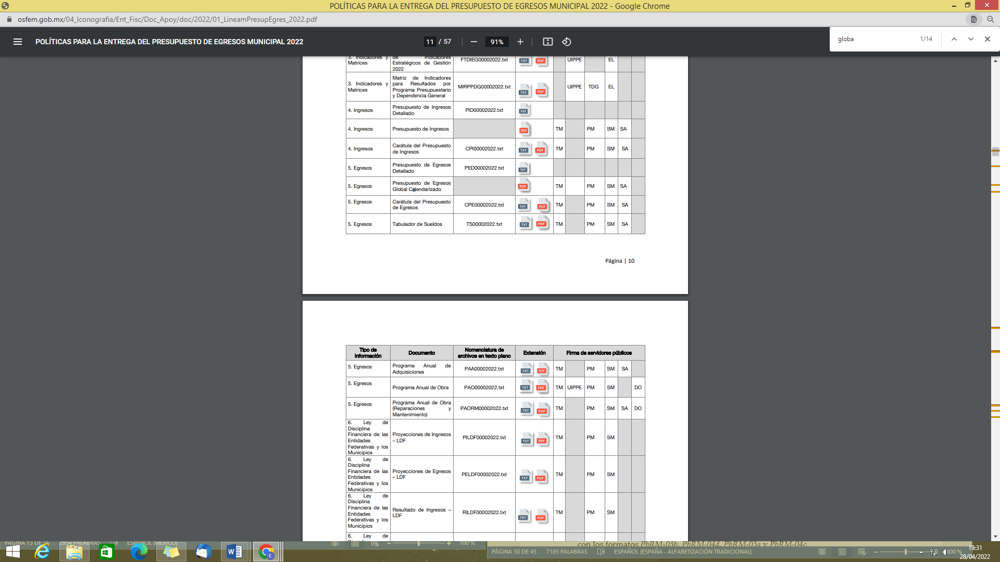 POLÍTICAS PARA LA ENTREGA DEL PRESUPUESTO DE EGRESOS MUNICIPAL 2022 - Google Chrome
osfem.gob.mx/04_Iconografia/Ent_Fisc/Doc_Apoy/doc/2022/01_LineamPresupEgres_2022.pdf
POLÍTICAS PARA LA ENTREGA DEL PRESUPUESTO DE EGRESOS MUNICIPAL 2022
11 / 57
91%
globa 1/14
3. Indicadores y Matrices
de Indicadores Estratégicos de Gestión 2022
FTDIEG00002022.txt TXT PDF UIPPE EL
3. Indicadores y Matrices
Matriz de Indicadores para Resultados por Programa Presupuestario y Dependencia General
MIRPPDG00002022.txt TXT PDF UIPPE TDG EL
4. Ingresos
Presupuesto de Ingresos Detallado
PID00002022.txt TXT
4. Ingresos
Presupuesto de Ingresos
PDF TM PM SM SA
4. Ingresos
Carátula del Presupuesto de Ingresos
CPI00002022.txt TXT PDF TM PM SM SA
5. Egresos
Presupuesto de Egresos Detallado
PED00002022.txt TXT
5. Egresos
Presupuesto de Egresos Global Calendarizado
PDF TM PM SM SA
5. Egresos
Carátula del Presupuesto de Egresos
CPE00002022.txt TXT PDF TM PM SM SA
5. Egresos
Tabulador de Sueldos
TS00002022.txt TXT PDF TM PM SM SA
Página | 10
Tipo de Información
Documento
Nomenclatura de archivos en texto plano
Extensión
Firma de servidores públicos
5. Egresos
Programa Anual de Adquisiciones
PAA00002022.txt TXT PDF TM PM SM SA
5. Egresos
Programa Anual de Obra
PAO00002022.txt TXT PDF TM UIPPE PM SM DO
5. Egresos
Programa Anual de Obra (Reparaciones y Mantenimiento)
PAORM00002022.txt TXT PDF TM PM SM SA DO
6. Ley de Disciplina Financiera de las Entidades Federativas y los Municipios
Proyecciones de Ingresos – LDF
PILDF00002022.txt TXT PDF TM PM SM
6. Ley de Disciplina Financiera de las Entidades Federativas y los Municipios
Proyecciones de Egresos – LDF
PELDF00002022.txt TXT PDF TM PM SM
6. Ley de Disciplina Financiera de las Entidades Federativas y los Municipios
Resultado de Ingresos – LDF
RILDF00002022.txt TXT PDF TM PM SM
6. Ley de
PÁGINA 13 DE 16 2954 PALABRAS ESPAÑOL (MÉXICO) 100 %
con los formatos PbRM-03b, PbRM-04d, PbRM-03a y PbRM-04c.
PÁGINA 30 DE 45 7185 PALABRAS ESPAÑOL (ESPAÑA - ALFABETIZACIÓN TRADICIONAL)
19:31
28/04/2022